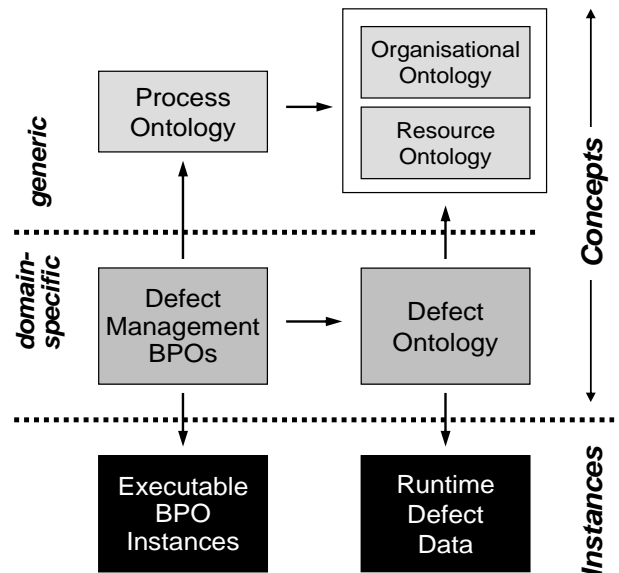 Organisational
Ontology
Process
Ontology
Resource
Ontology
generic
Concepts
domain-
specific
Defect
Management
BPOs
Defect
Ontology
Executable
BPO
Instances
Runtime
Defect
Data
Instances